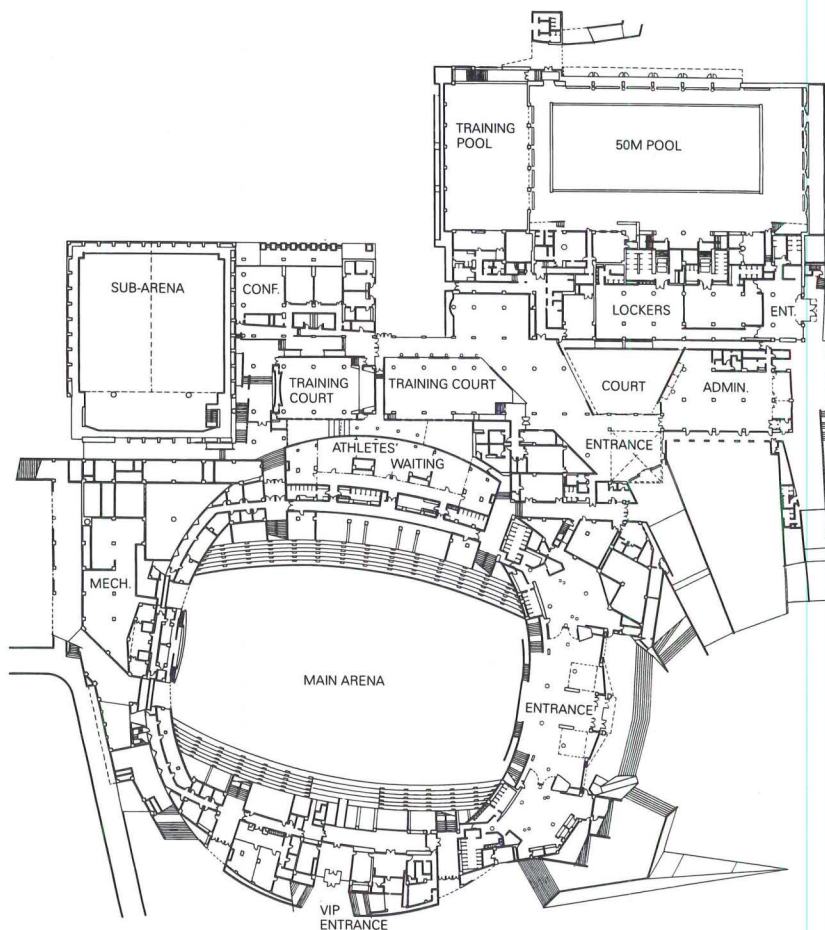 TRAINING
POOL
50M POOL
SUB-ARENA
CONF.
LOCKERS
ENT.
TRAINING
COURT
TRAINING COURT
COURT
ADMIN.
ATHLETES'
WAITING
ENTRANCE
MECH.
MAIN ARENA
ENTRANCE
VIP
ENTRANCE